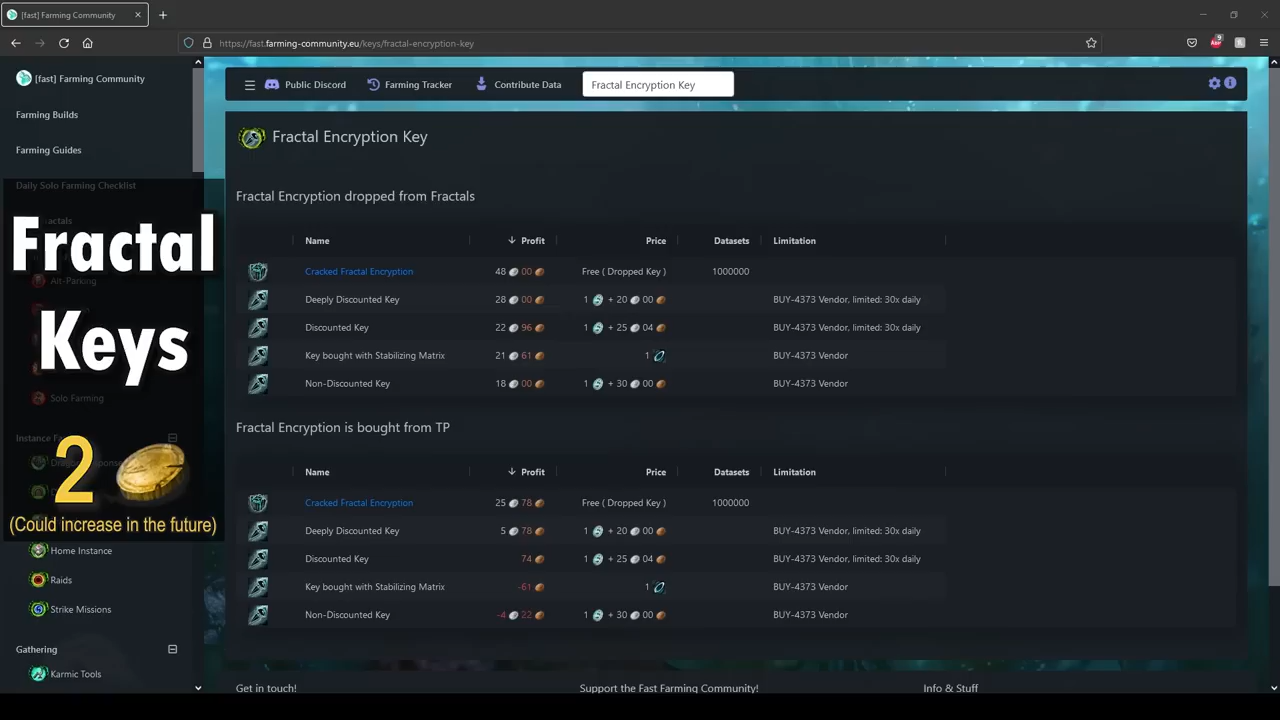 [fast] Farming Community
https://fast.farming-community.eu/keys/fractal-encryption-key
9
[fast] Farming Community
Farming Builds
Farming Guides
Daily Solo Farming Checklist
Fractal
Keys
2
(Could increase in the future)
Solo Farming
Home Instance
Raids
Strike Missions
Gathering
Karmic Tools
Public Discord
Farming Tracker
Contribute Data
Fractal Encryption Key
Fractal Encryption Key
Fractal Encryption dropped from Fractals
Name Profit Price Datasets Limitation
Cracked Fractal Encryption 48 00 Free ( Dropped Key ) 1000000
Deeply Discounted Key 28 00 1 + 20 00 BUY-4373 Vendor, limited: 30x daily
Discounted Key 22 96 1 + 25 04 BUY-4373 Vendor, limited: 30x daily
Key bought with Stabilizing Matrix 21 61 1 BUY-4373 Vendor
Non-Discounted Key 18 00 1 + 30 00 BUY-4373 Vendor
Fractal Encryption is bought from TP
Name Profit Price Datasets Limitation
Cracked Fractal Encryption 25 78 Free ( Dropped Key ) 1000000
Deeply Discounted Key 5 78 1 + 20 00 BUY-4373 Vendor, limited: 30x daily
Discounted Key 74 1 + 25 04 BUY-4373 Vendor, limited: 30x daily
Key bought with Stabilizing Matrix -61 1 BUY-4373 Vendor
Non-Discounted Key -4 22 1 + 30 00 BUY-4373 Vendor
Get in touch!
Support the Fast Farming Community!
Info & Stuff